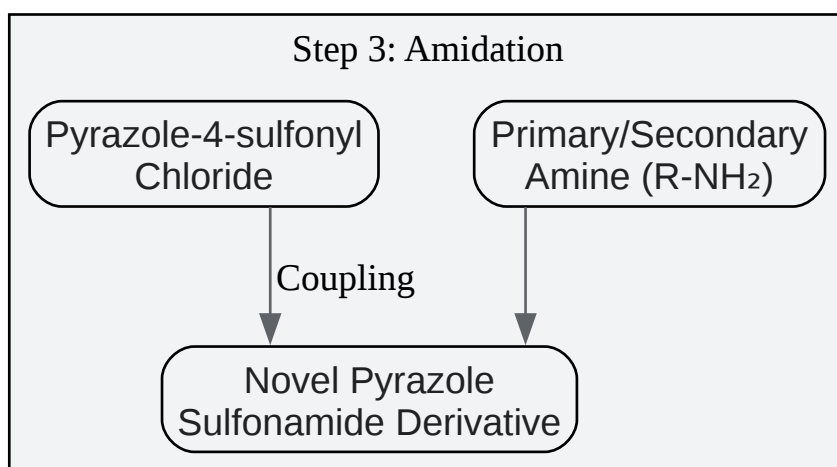 Step 3: Amidation
Pyrazole-4-sulfonyl
Chloride
Primary/Secondary
Amine (R-NH₂)
Coupling
Novel Pyrazole
Sulfonamide Derivative